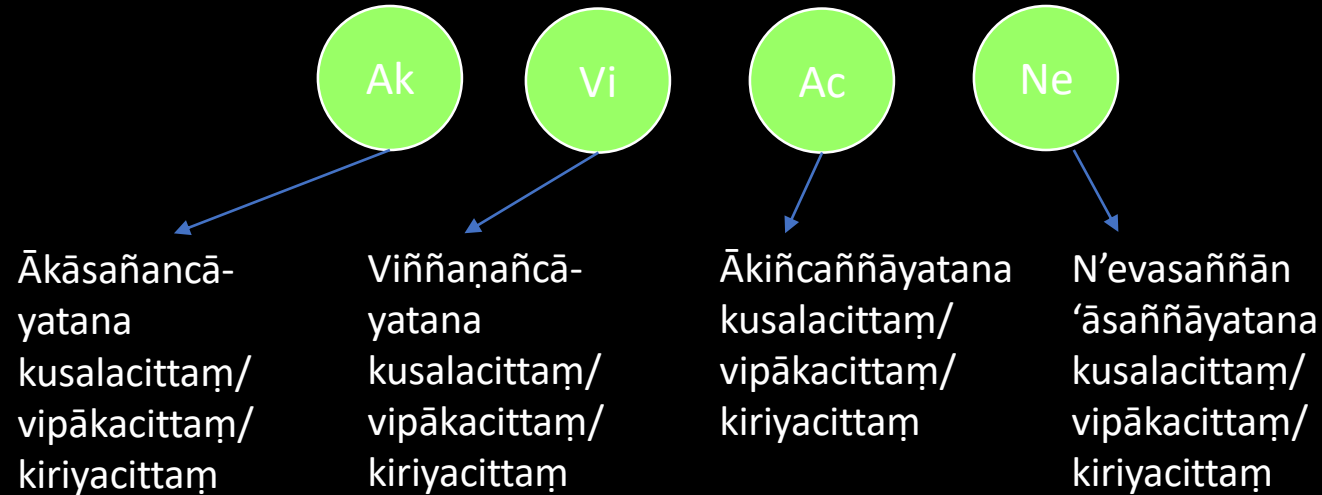 Ak
Vi
Ac
Ne
Ākāsañancā-
yatana
kusalacittaṃ/
vipākacittaṃ/
kiriyacittaṃ
Viññaṇañcā-
yatana
kusalacittaṃ/
vipākacittaṃ/
kiriyacittaṃ
Ākiñcaññāyatana
kusalacittaṃ/
vipākacittaṃ/
kiriyacittaṃ
N’evasaññān
‘āsaññāyatana
kusalacittaṃ/
vipākacittaṃ/
kiriyacittaṃ